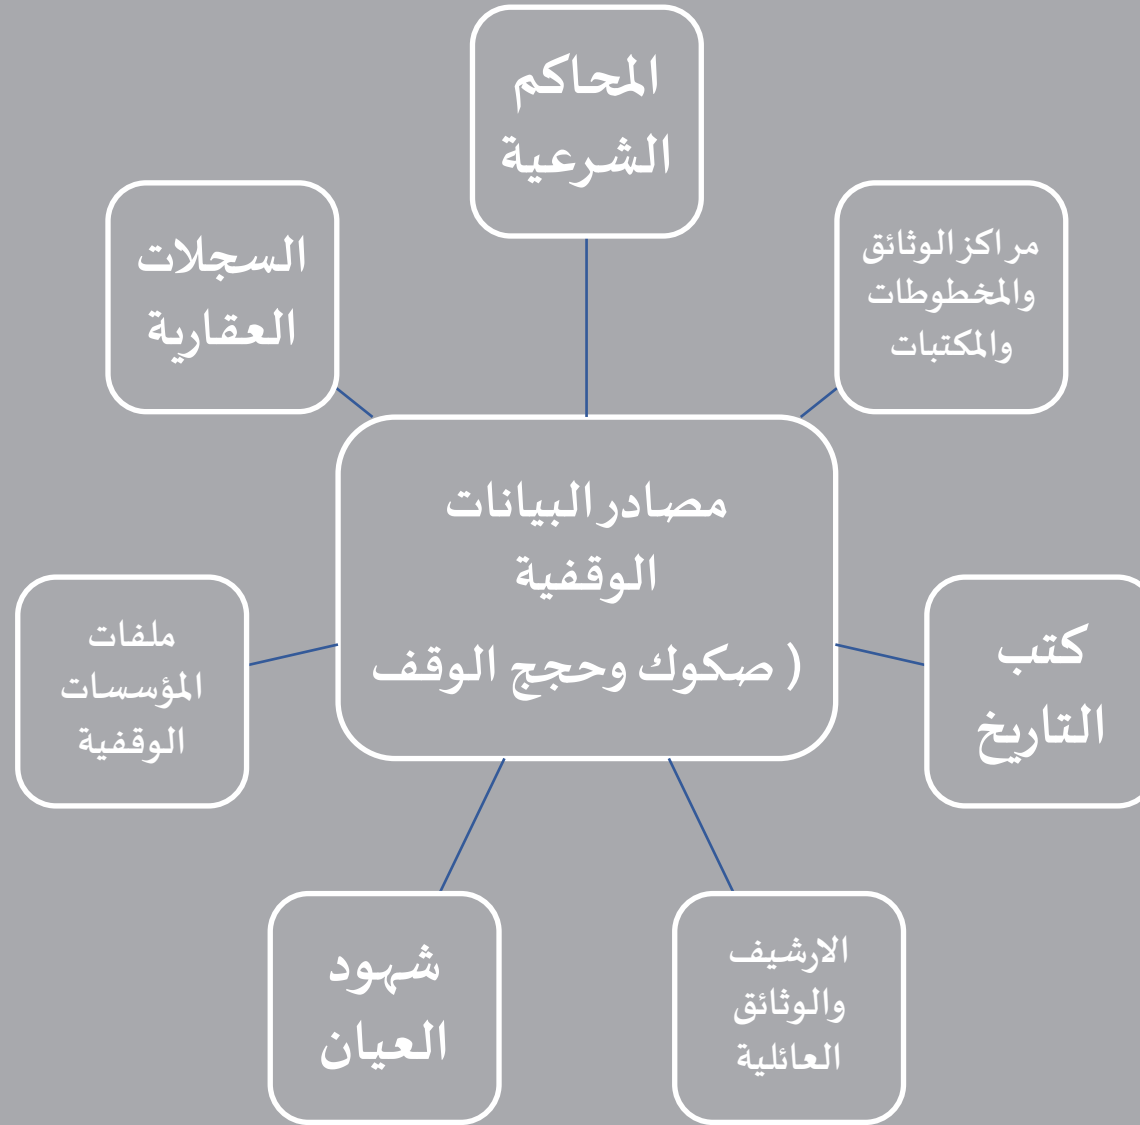 المحاكم
الشرعية
مراكز الوثائق
والمخطوطات
والمكتبات
السجلات
العقارية
مصادر البيانات
الوقفية
( صكوك وحجج الوقف
كتب
التاريخ
ملفات
المؤسسات
الوقفية
الارشيف
والوثائق
العائلية
شهود
العيان